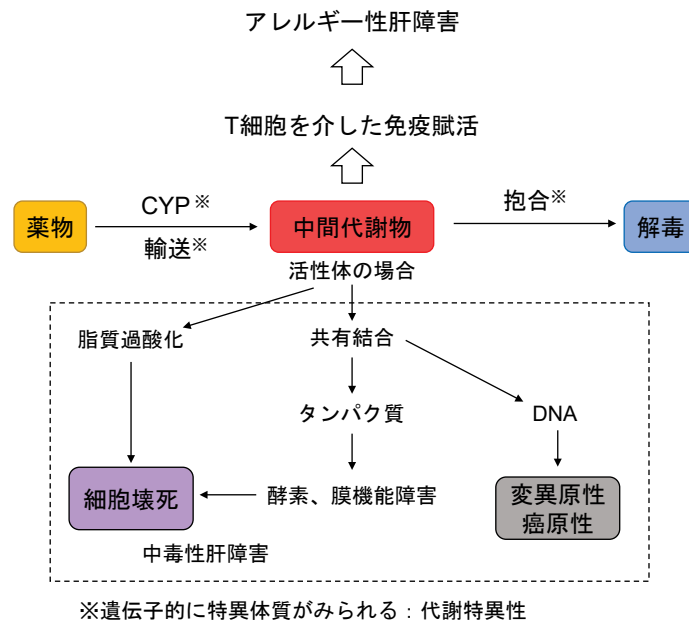 アレルギー性肝障害
T細胞を介した免疫賦活
薬物
CYP※
輸送※
中間代謝物
抱合※
解毒
活性体の場合
脂質過酸化
共有結合
タンパク質
DNA
細胞壊死
酵素、膜機能障害
変異原性
癌原性
中毒性肝障害
※遺伝子的に特異体質がみられる：代謝特異性